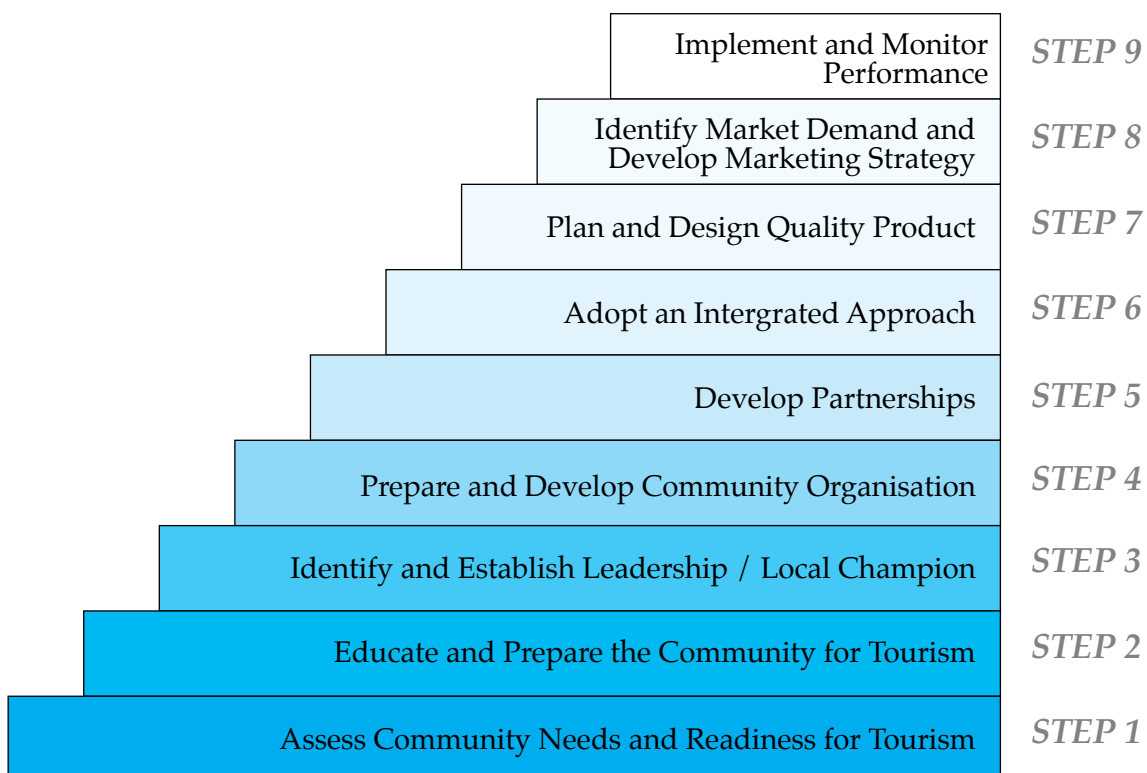 Implement and Monitor
Performance
STEP 9
Identify Market Demand and
Develop Marketing Strategy
STEP 8
Plan and Design Quality Product
STEP 7
Adopt an Intergrated Approach
STEP 6
Develop Partnerships
STEP 5
Prepare and Develop Community Organisation
STEP 4
Identify and Establish Leadership / Local Champion
STEP 3
Educate and Prepare the Community for Tourism
STEP 2
Assess Community Needs and Readiness for Tourism
STEP 1